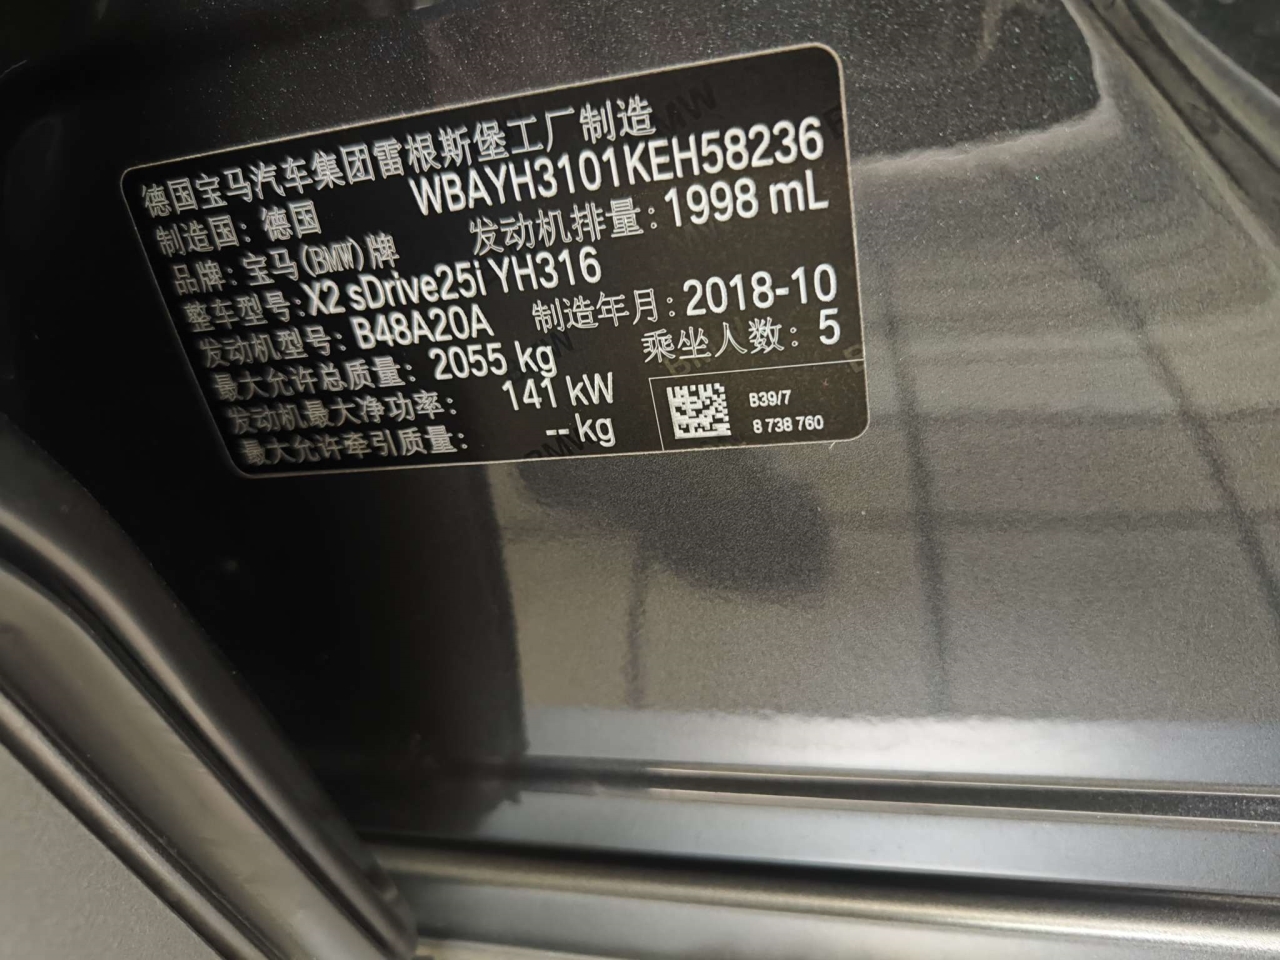 德国宝马汽车集团雷根斯堡工厂制造
制造国：德国 WBAYH3101KEH58236
品牌：宝马(BMW)牌 发动机排量：1998 mL
整车型号：X2 sDrive25i YH316
发动机型号：B48A20A 制造年月：2018-10
最大允许总质量：2055 kg 乘坐人数：5
发动机最大净功率：141 kW
最大允许牵引质量：-- kg
B39/7
8 738 760